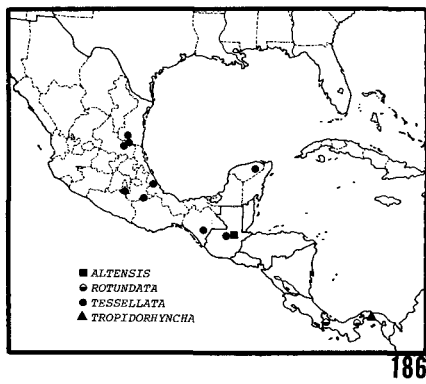 ALTENSIS
ROTUNDATA
TESSELLATA
TROPIDORHYNCHA
186